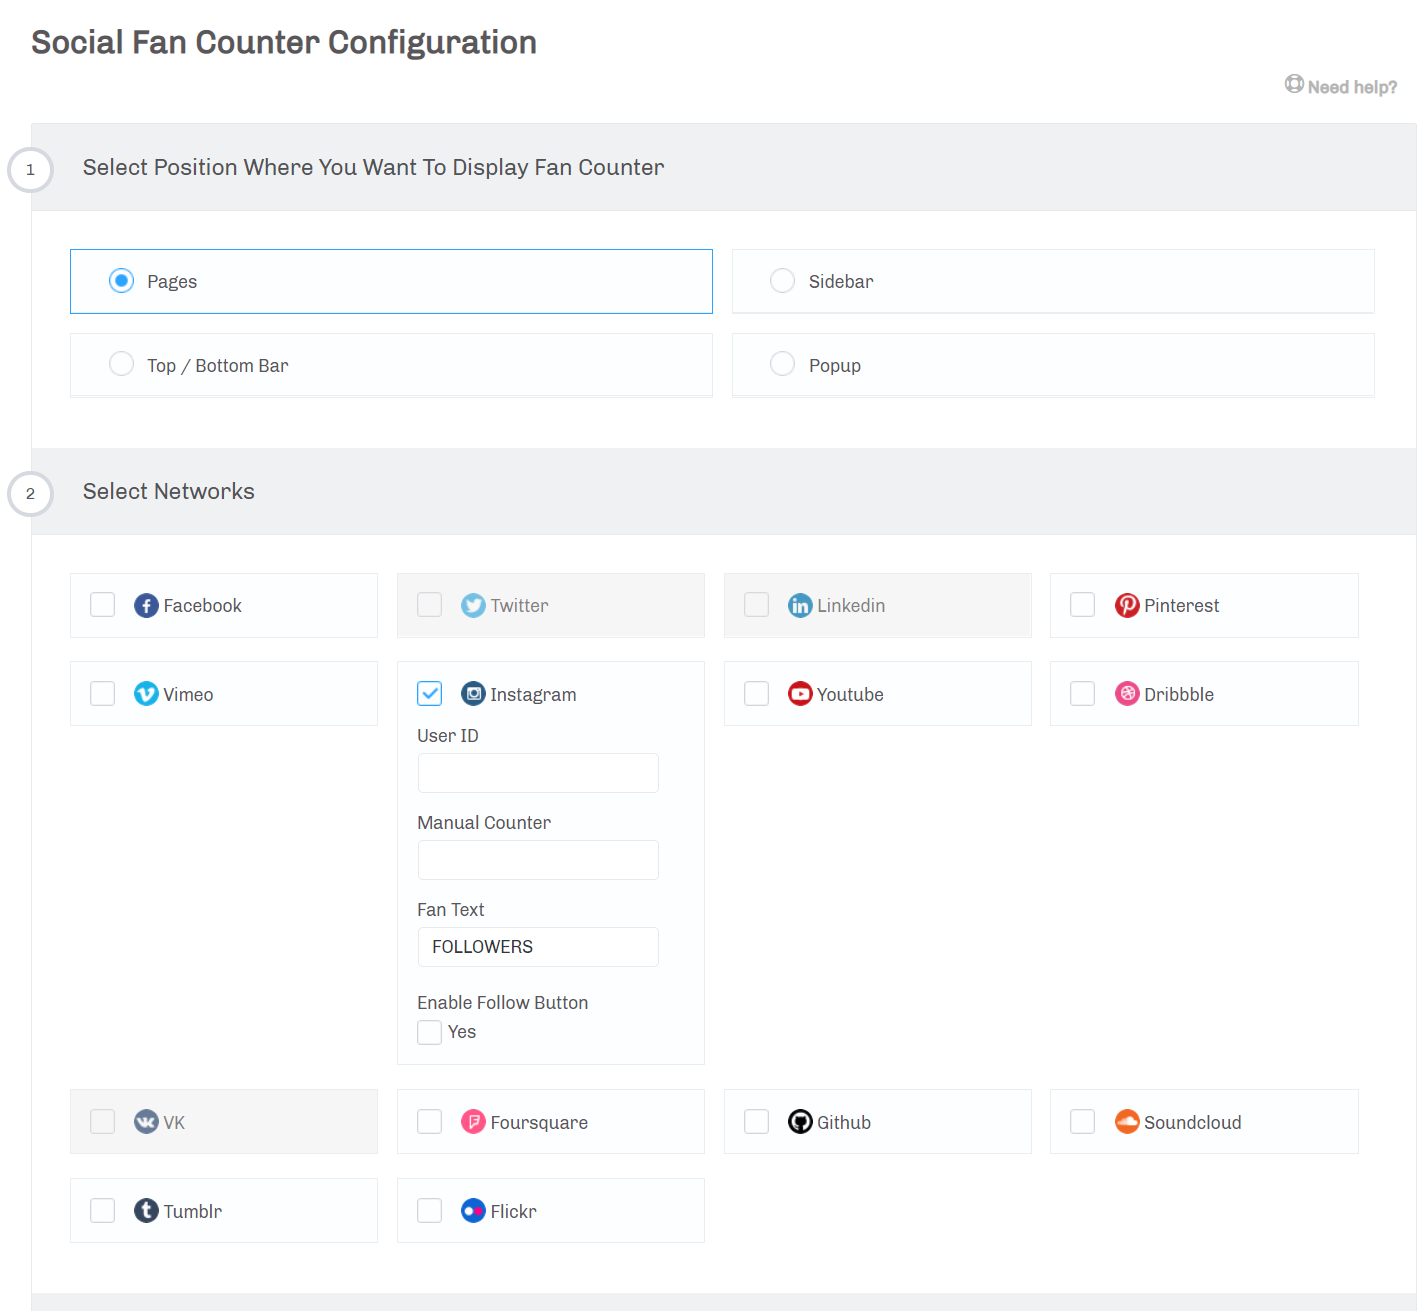 Social Fan Counter Configuration
Need help?
1
Select Position Where You Want To Display Fan Counter
Pages
Sidebar
Top / Bottom Bar
Popup
2
Select Networks
Facebook
Twitter
Linkedin
Pinterest
Vimeo
Instagram
Youtube
Dribbble
User ID
Manual Counter
Fan Text
FOLLOWERS
Enable Follow Button
Yes
VK
Foursquare
Github
Soundcloud
Tumblr
Flickr